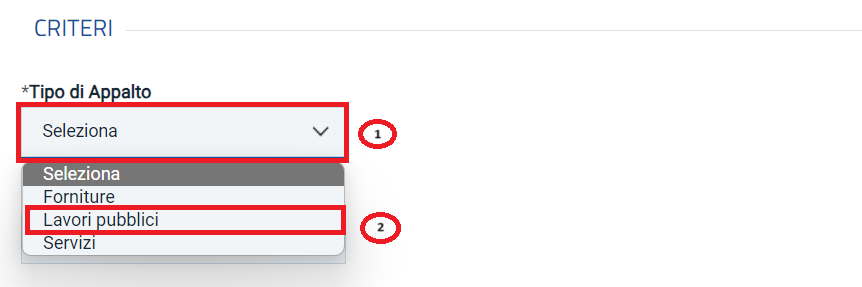 CRITERI
*Tipo di Appalto
Seleziona
1
Seleziona
Forniture
Lavori pubblici
2
Servizi